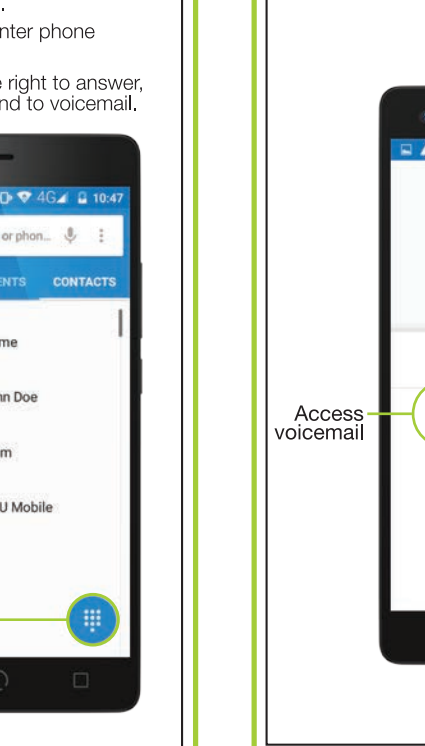 .
nter phone
e right to answer,
nd to voicemail.
4G 10:47
or phon...
ENTS CONTACTS
me
nn Doe
m
U Mobile
Access
voicemail